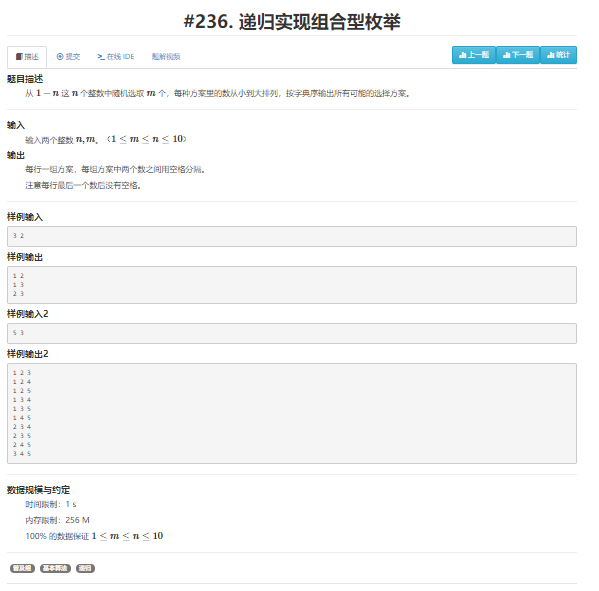 #236. 递归实现组合型枚举
描述 提交 在线 IDE 题解视频 上一题 下一题 统计
题目描述
从 1 − n 这 n 个整数中随机选取 m 个，每种方案里的数从小到大排列，按字典序输出所有可能的选择方案。
输入
输入两个整数 n, m。（1 ≤ m ≤ n ≤ 10）
输出
每行一组方案，每组方案中两个数之间用空格分隔。
注意每行最后一个数后没有空格。
样例输入
3 2
样例输出
1 2
1 3
2 3
样例输入2
5 3
样例输出2
1 2 3
1 2 4
1 2 5
1 3 4
1 3 5
1 4 5
2 3 4
2 3 5
2 4 5
3 4 5
数据规模与约定
时间限制：1 s
内存限制：256 M
100% 的数据保证 1 ≤ m ≤ n ≤ 10
普及组 基本算法 递归